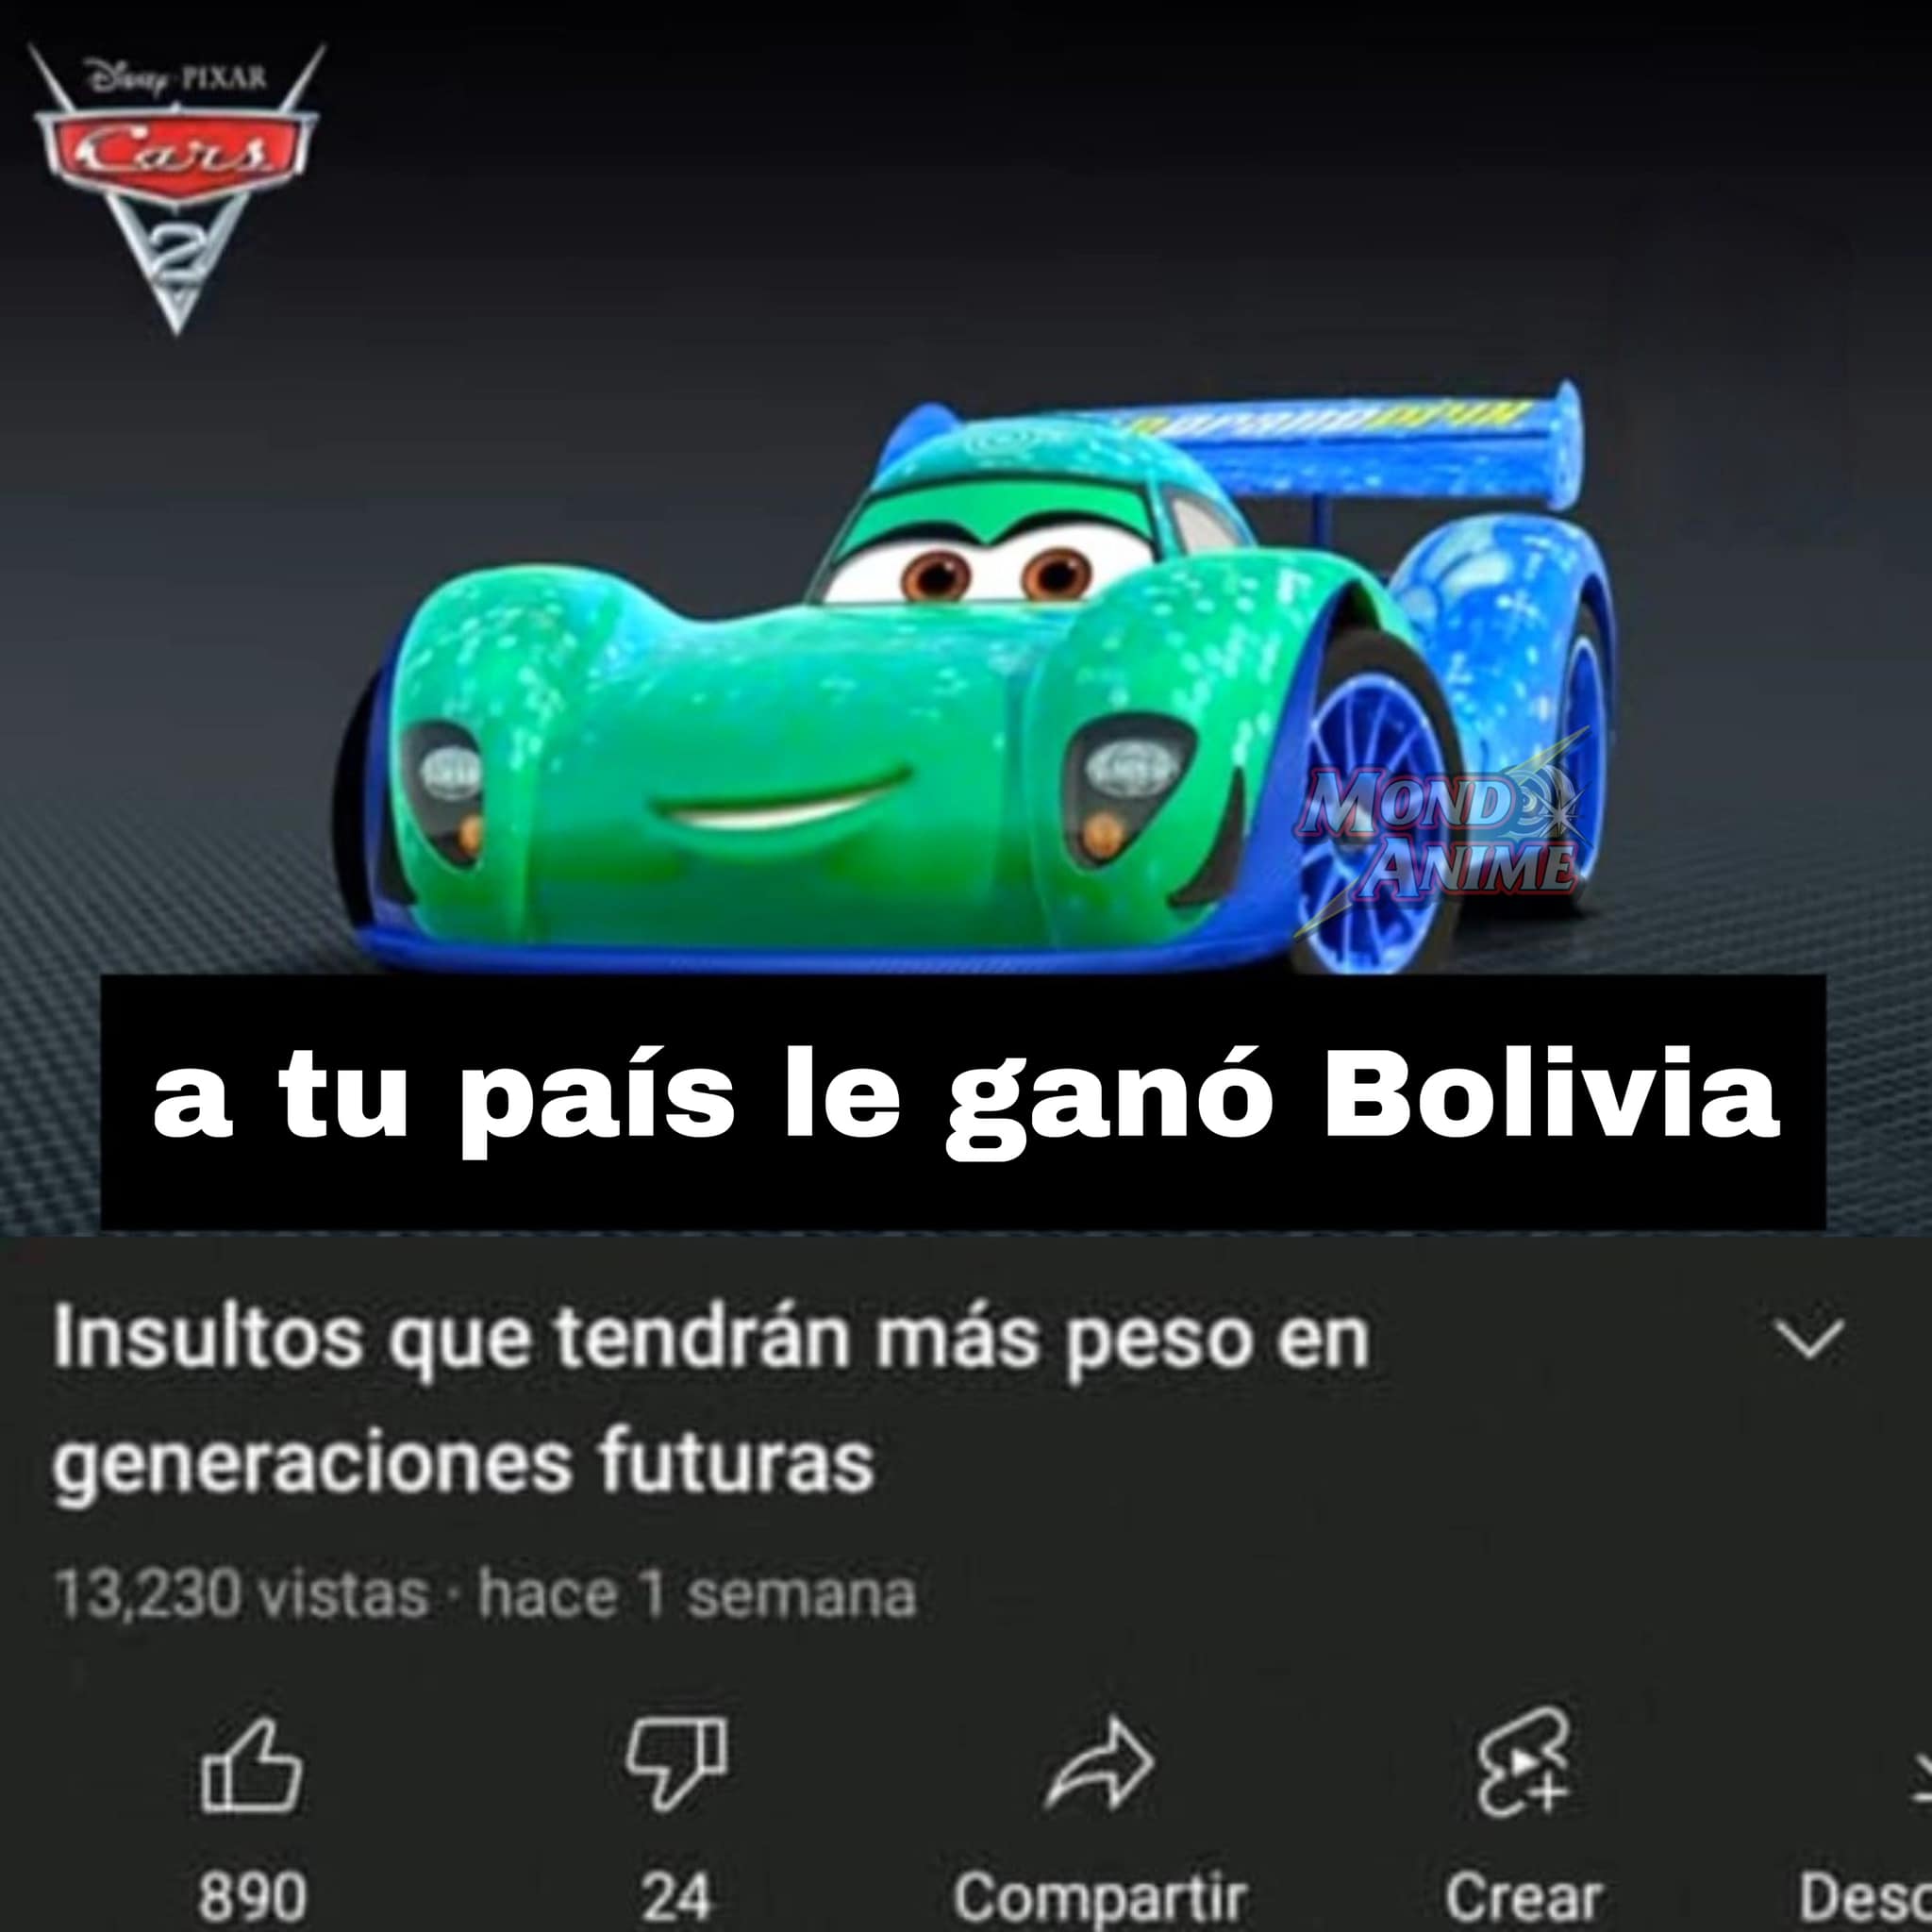 Disney·PIXAR
Cars
2
MONDO
ANIME
a tu país le ganó Bolivia
Insultos que tendrán más peso en
generaciones futuras
13,230 vistas · hace 1 semana
890
24
Compartir
Crear
Desc